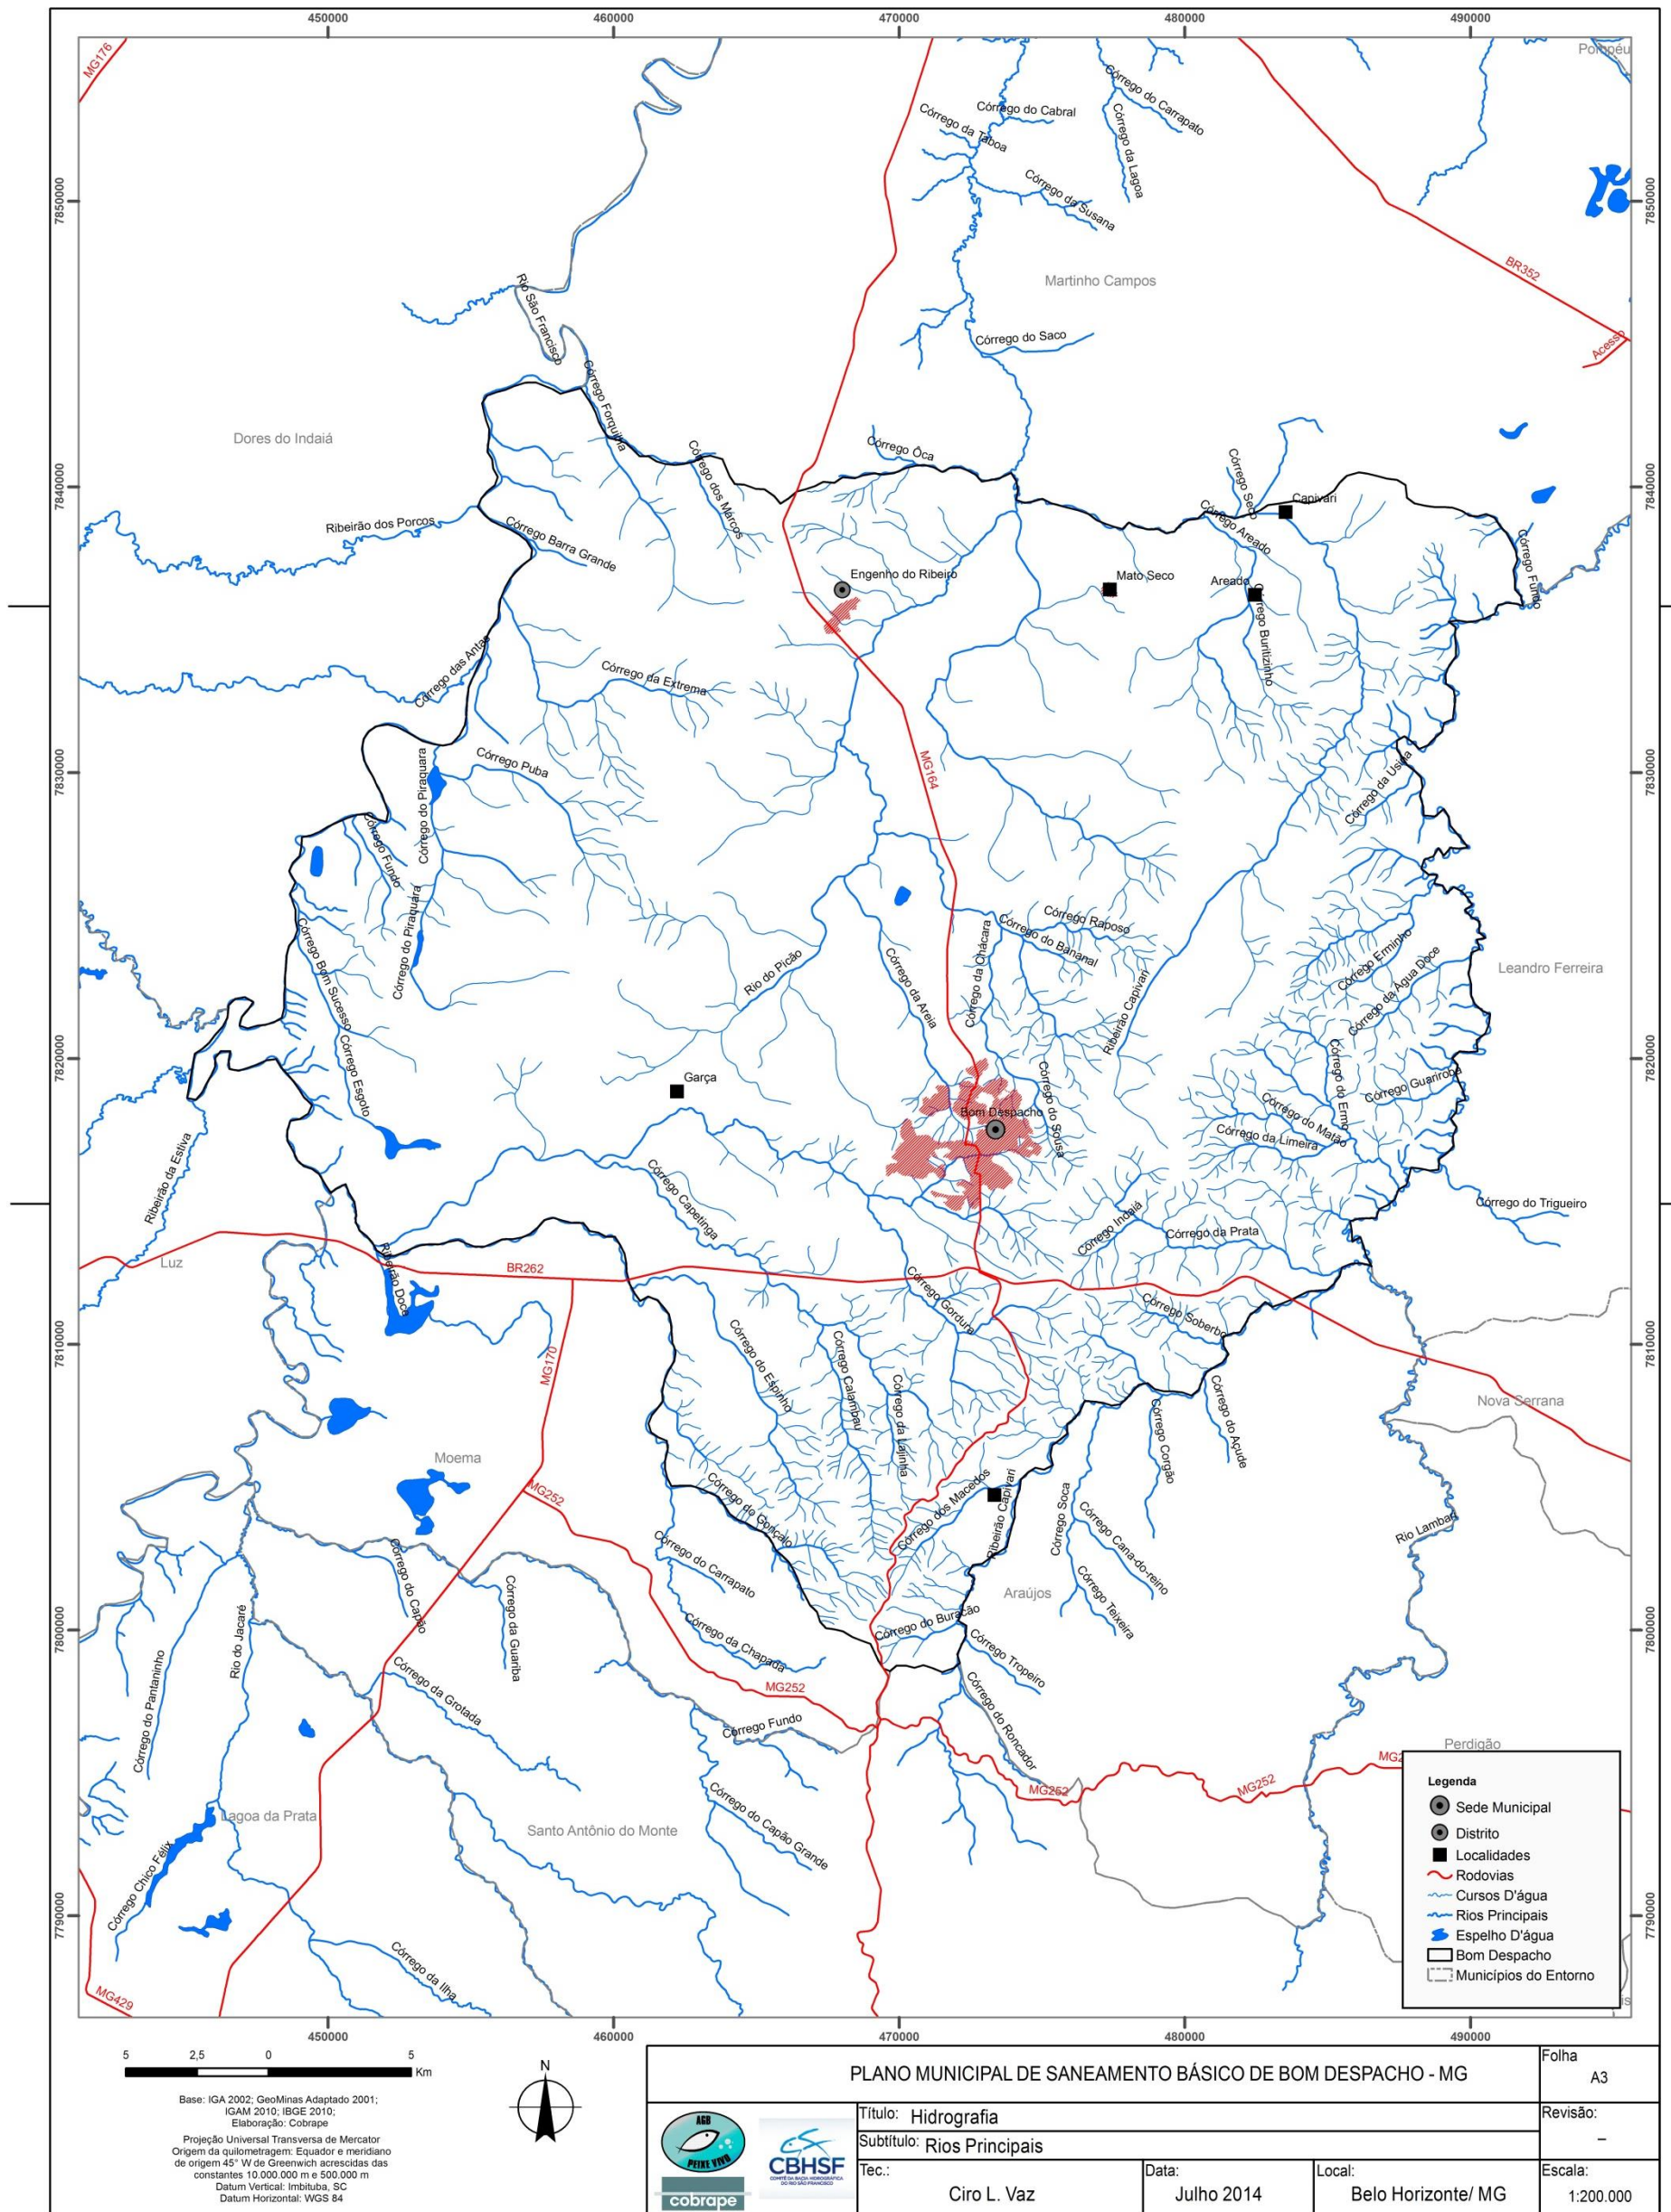 450000
460000
470000
480000
490000
MG176
Pompéu
Córrego do Carrapato
Córrego do Cabral
Córrego da Taboa
Córrego da Lagoa
Córrego da Susana
7850000
7850000
BR352
Martinho Campos
Rio São Francisco
Córrego do Saco
Acesso
Córrego Forquilha
Dores do Indaiá
Córrego dos Marcos
Córrego Ôca
Córrego Seco
7840000
7840000
Capivari
Ribeirão dos Porcos
Córrego Barra Grande
Córrego Areado
Córrego Fundo
Engenho do Ribeiro
Mato Seco
Areado
Córrego Buritizinho
Córrego das Antas
Córrego da Extrema
Córrego Puba
Córrego do Piraquara
MG164
7830000
7830000
Córrego da Usina
Córrego Fundo
Córrego do Piraquara
Córrego Raposo
Córrego do Bananal
Córrego da Chácara
Córrego Bom Sucesso
Rio do Picão
Córrego da Areia
Ribeirão Capivari
Córrego Erminho
Córrego da Água Doce
Leandro Ferreira
7820000
7820000
Córrego Esgoto
Garça
Córrego do Sousa
Córrego do Ermo
Córrego Guariroba
Bom Despacho
Córrego do Matão
Córrego da Limeira
Ribeirão da Estiva
Córrego Capetinga
Córrego Indaiá
Córrego da Prata
Córrego do Trigueiro
Luz
BR262
Ribeirão Doce
Córrego Gordura
Córrego Soberbo
7810000
7810000
MG170
Córrego do Espinho
Córrego Calambau
Córrego da Lajinha
Córrego do Açude
Córrego Corgão
Nova Serrana
Moema
MG252
Córrego do Gonçalo
Córrego dos Macedos
Ribeirão Capivari
Córrego Soca
Córrego Cana-do-reino
Rio Lambari
Córrego do Capão
Córrego da Guariba
Córrego do Carrapato
Araújos
Córrego Teixeira
7800000
7800000
Rio do Jacaré
Córrego do Pantaninho
Córrego da Chapada
Córrego do Buração
Córrego Tropeiro
Córrego da Grotada
MG252
Córrego do Roncador
Córrego Fundo
Perdigão
MG252
MG252
Córrego do Capão Grande
Lagoa da Prata
Santo Antônio do Monte
Córrego Chico Félix
7790000
7790000
Córrego da Ilha
MG429
Legenda
Sede Municipal
Distrito
Localidades
Rodovias
Cursos D'água
Rios Principais
Espelho D'água
Bom Despacho
Municípios do Entorno
450000
460000
470000
480000
490000
5 2,5 0 5
Km
N
Base: IGA 2002; GeoMinas Adaptado 2001;
IGAM 2010; IBGE 2010;
Elaboração: Cobrape
Projeção Universal Transversa de Mercator
Origem da quilometragem: Equador e meridiano
de origem 45° W de Greenwich acrescidas das
constantes 10.000.000 m e 500.000 m
Datum Vertical: Imbituba, SC
Datum Horizontal: WGS 84
PLANO MUNICIPAL DE SANEAMENTO BÁSICO DE BOM DESPACHO - MG
Folha
A3
AGB
PEIXE VIVO
cobrape
CBHSF
COMITÊ DA BACIA HIDROGRÁFICA
DO RIO SÃO FRANCISCO
Título: Hidrografia
Revisão:
–
Subtítulo: Rios Principais
Tec.:
Ciro L. Vaz
Data:
Julho 2014
Local:
Belo Horizonte/ MG
Escala:
1:200.000